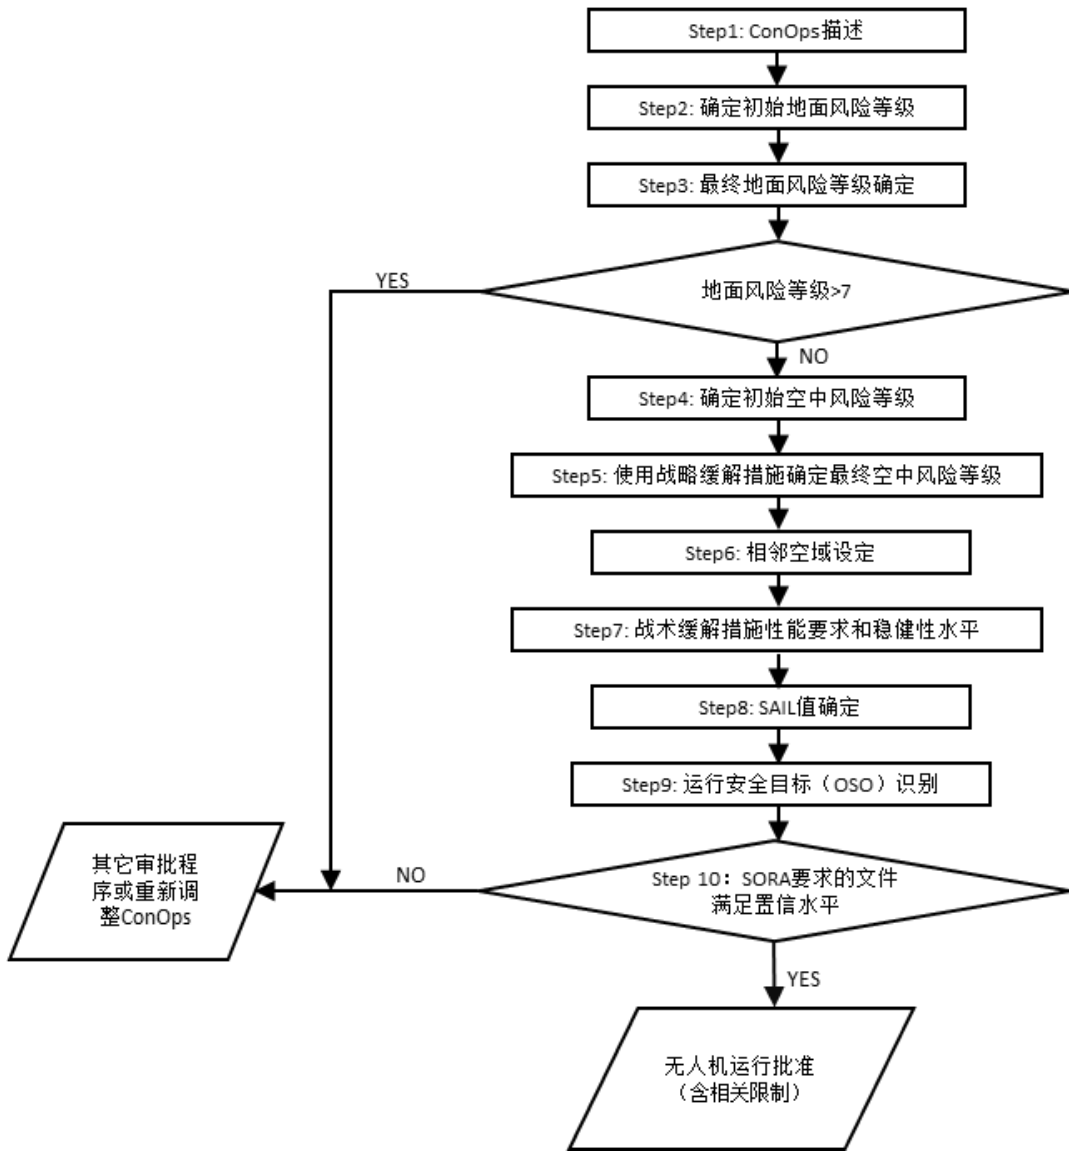 Step1: ConOps描述
Step2: 确定初始地面风险等级
Step3: 最终地面风险等级确定
YES
地面风险等级>7
NO
Step4: 确定初始空中风险等级
Step5: 使用战略缓解措施确定最终空中风险等级
Step6: 相邻空域设定
Step7: 战术缓解措施性能要求和稳健性水平
Step8: SAIL值确定
Step9: 运行安全目标（OSO）识别
其它审批程
序或重新调
整ConOps
NO
Step 10：SORA要求的文件
满足置信水平
YES
无人机运行批准
（含相关限制）